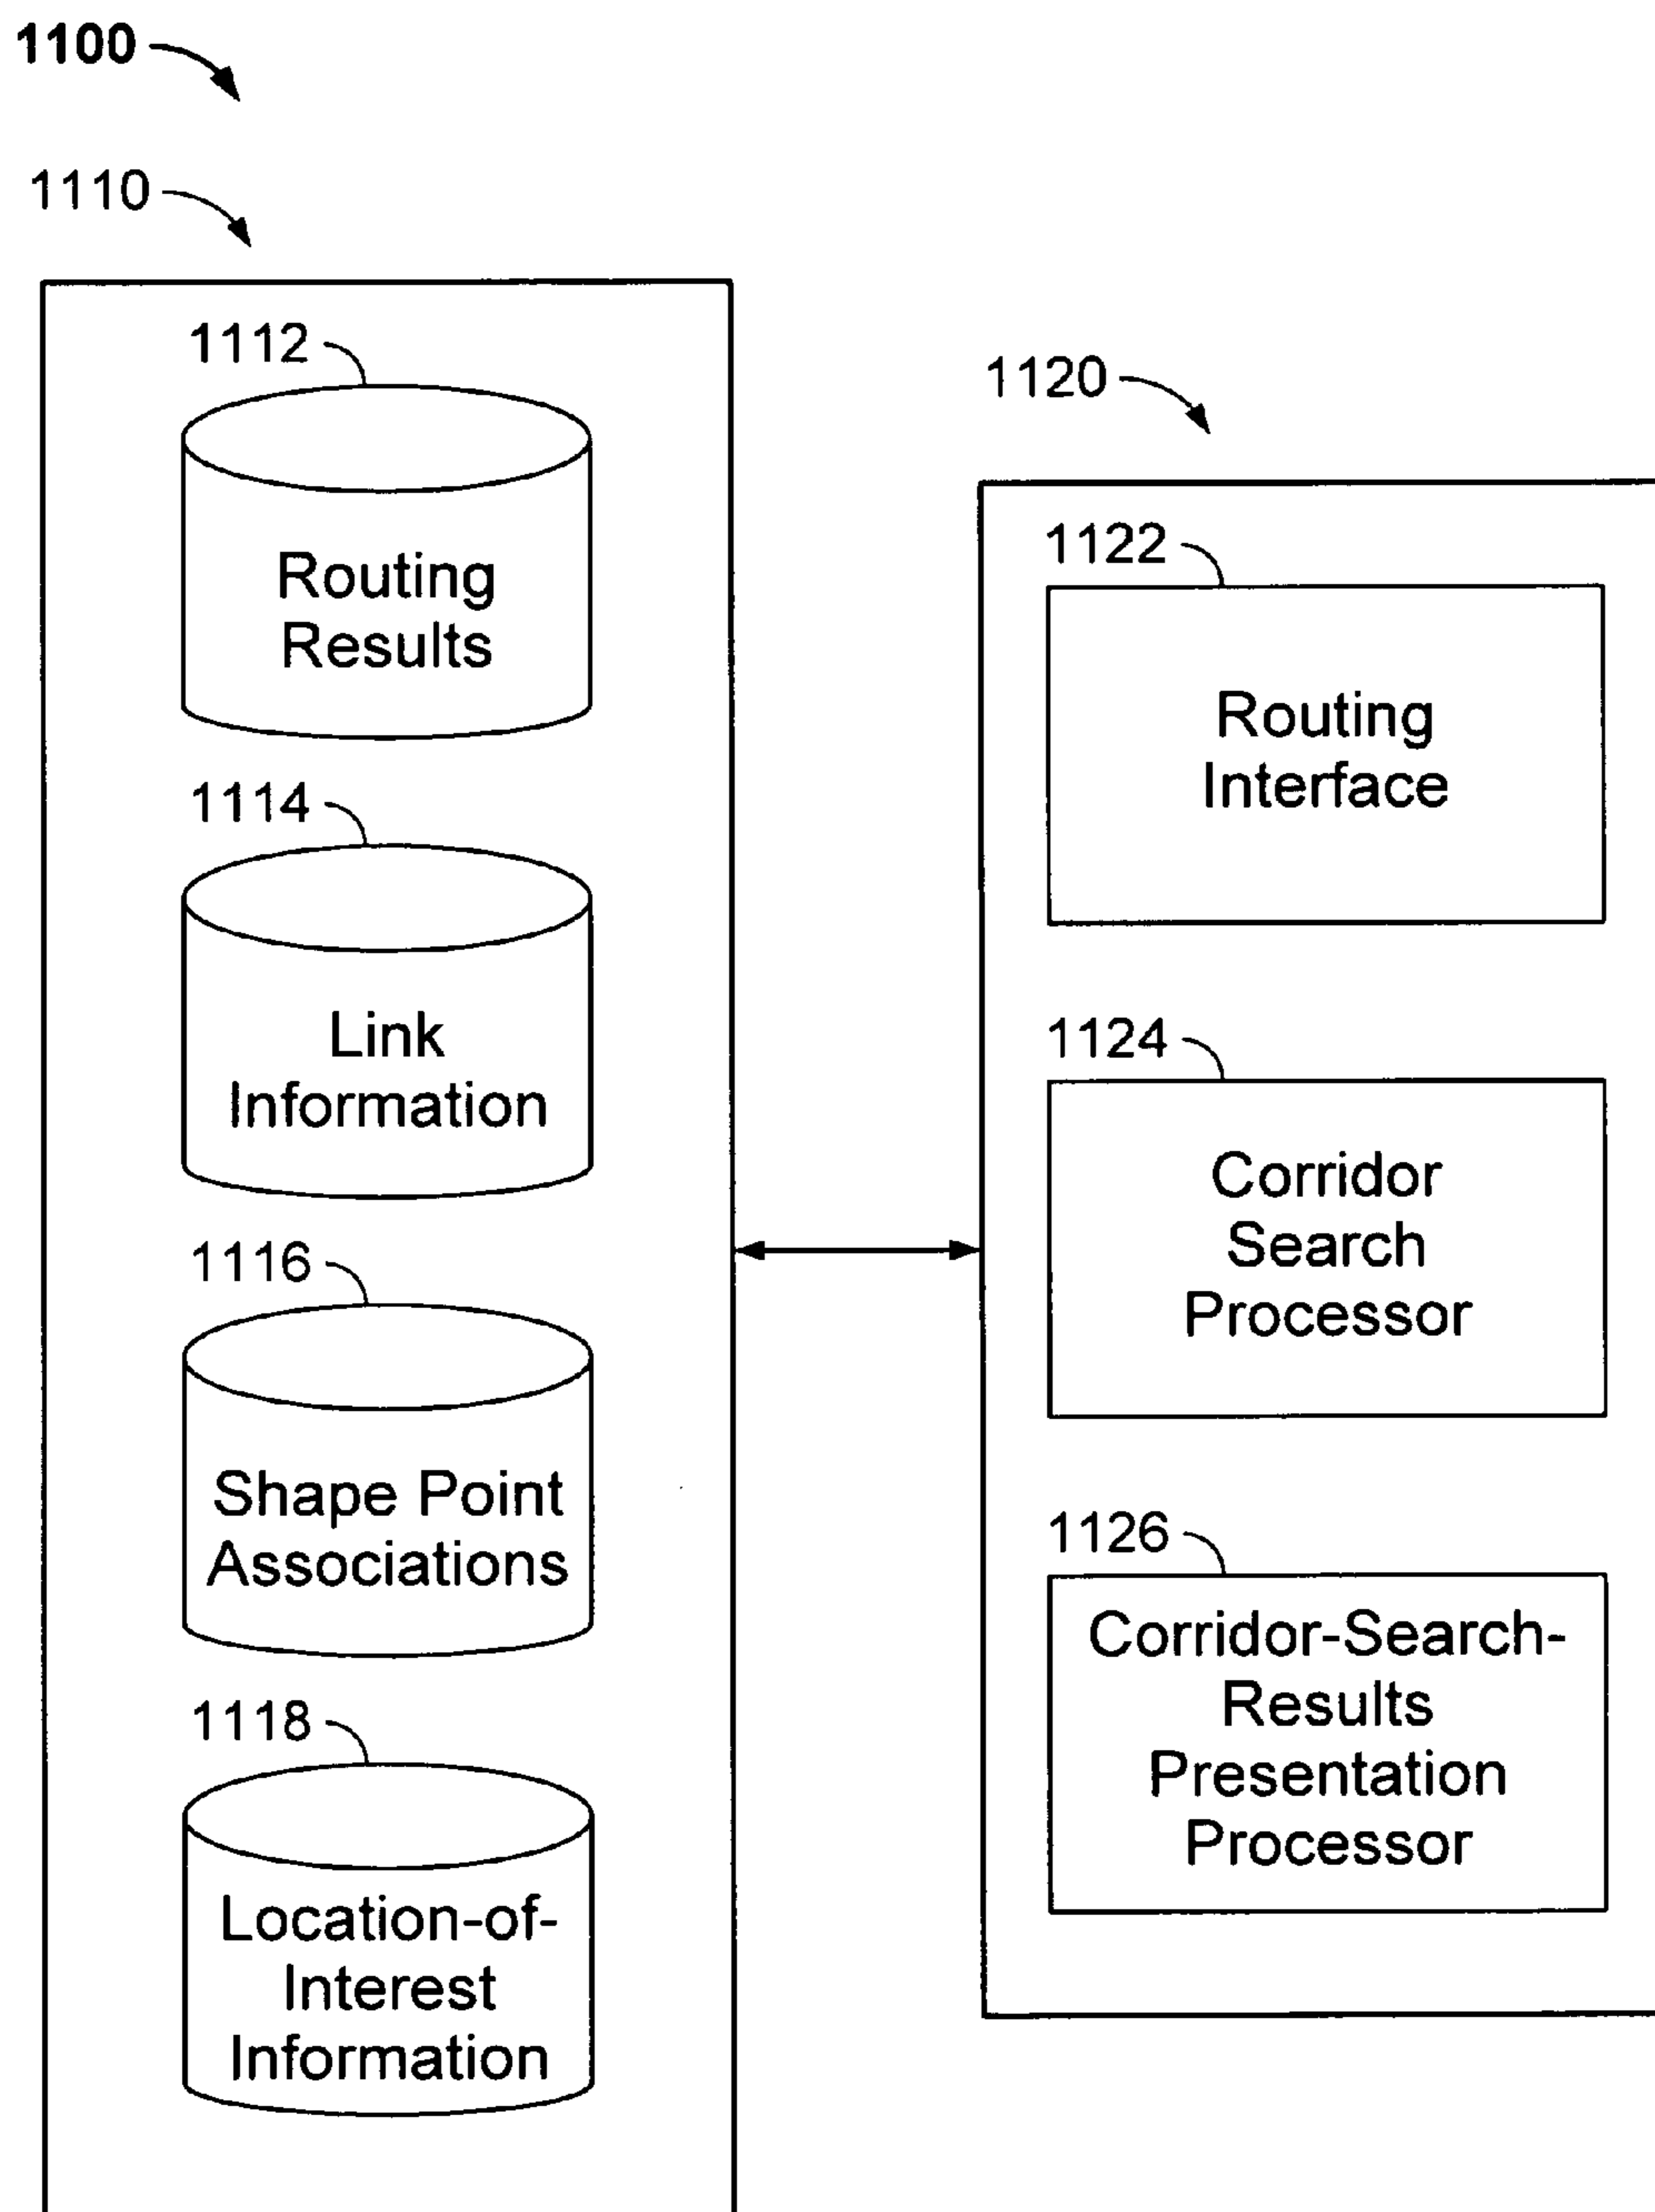 1100
1110
1112
Routing
Results
1114
Link
Information
1116
Shape Point
Associations
1118
Location-of-
Interest
Information
1120
1122
Routing
Interface
1124
Corridor
Search
Processor
1126
Corridor-Search-
Results
Presentation
Processor